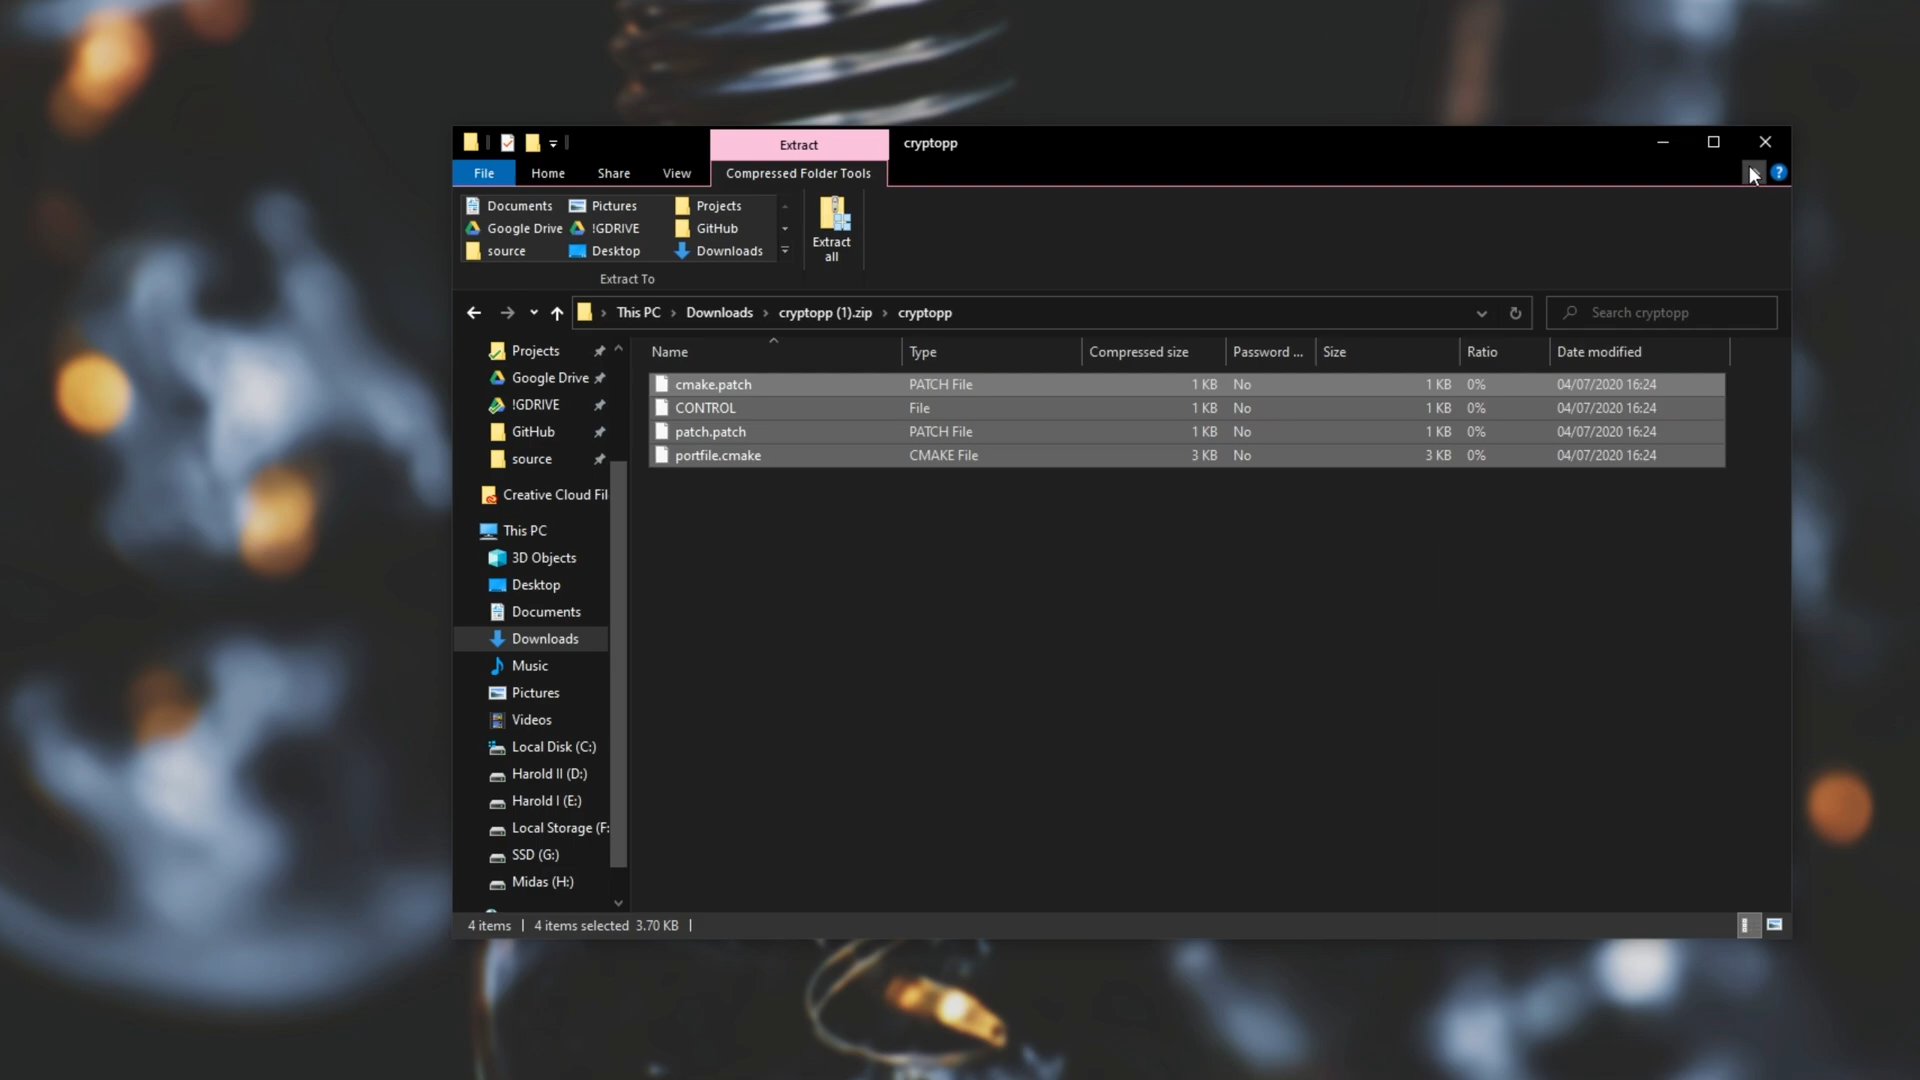 Extract
cryptopp
File
Home
Share
View
Compressed Folder Tools
?
Documents
Pictures
Projects
Google Drive
!GDRIVE
GitHub
source
Desktop
Downloads
Extract all
Extract To
This PC
Downloads
cryptopp (1).zip
cryptopp
Search cryptopp
Projects
Google Drive
!GDRIVE
GitHub
source
Creative Cloud Fil
This PC
3D Objects
Desktop
Documents
Downloads
Music
Pictures
Videos
Local Disk (C:)
Harold II (D:)
Harold I (E:)
Local Storage (F:
SSD (G:)
Midas (H:)
Name Type Compressed size Password ... Size Ratio Date modified
cmake.patch PATCH File 1 KB No 1 KB 0% 04/07/2020 16:24
CONTROL File 1 KB No 1 KB 0% 04/07/2020 16:24
patch.patch PATCH File 1 KB No 1 KB 0% 04/07/2020 16:24
portfile.cmake CMAKE File 3 KB No 3 KB 0% 04/07/2020 16:24
4 items 4 items selected 3.70 KB